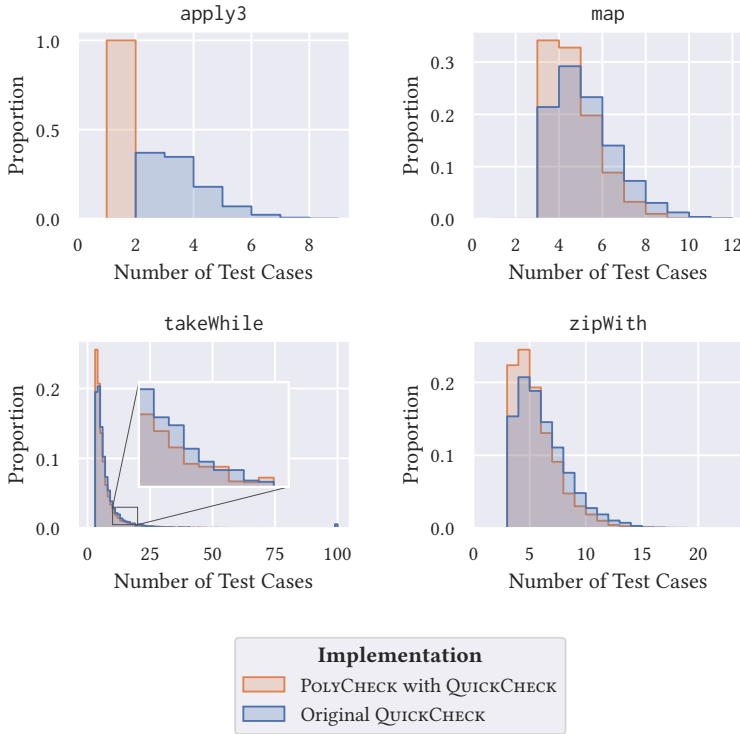 apply3
map
1.0
0.5
0.0
Proportion
0 2 4 6 8
Number of Test Cases
0.3
0.2
0.1
0.0
Proportion
0 2 4 6 8 10 12
Number of Test Cases
takeWhile
zipWith
0.2
0.1
0.0
Proportion
0 25 50 75 100
Number of Test Cases
0.2
0.1
0.0
Proportion
0 5 10 15 20
Number of Test Cases
Implementation
POLYCHECK with QUICKCHECK
Original QUICKCHECK